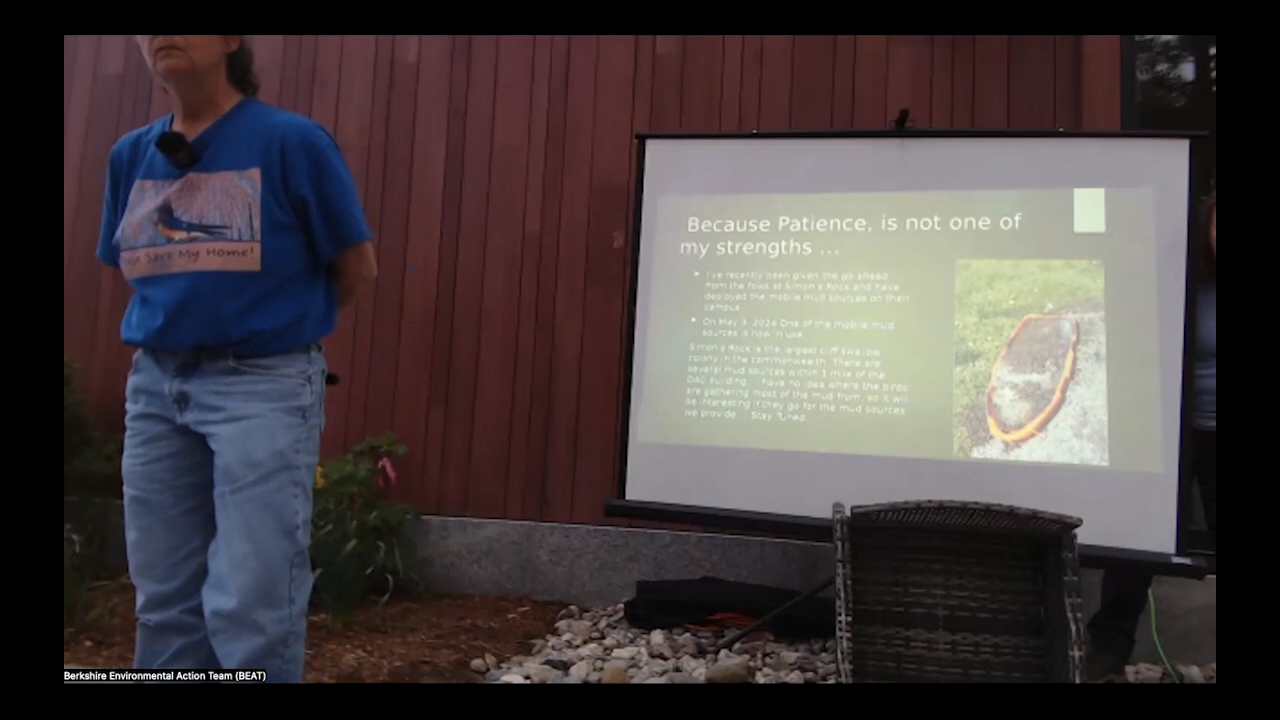 Save My Home!
Because Patience, is not one of
my strengths ...
I've recently been given the go ahead
from the folks at Simon's Rock and have
deployed the mobile mud sources on their
campus
On May 3, 2024 One of the mobile mud
sources is now in use
Simon's Rock is the largest cliff swallow
colony in the commonwealth. There are
several mud sources within 1 mile of the
DAC building. I have no idea where the birds
are gathering most of the mud from, so it will
be interesting if they go for the mud sources
we provide. Stay Tuned.
Berkshire Environmental Action Team (BEAT)